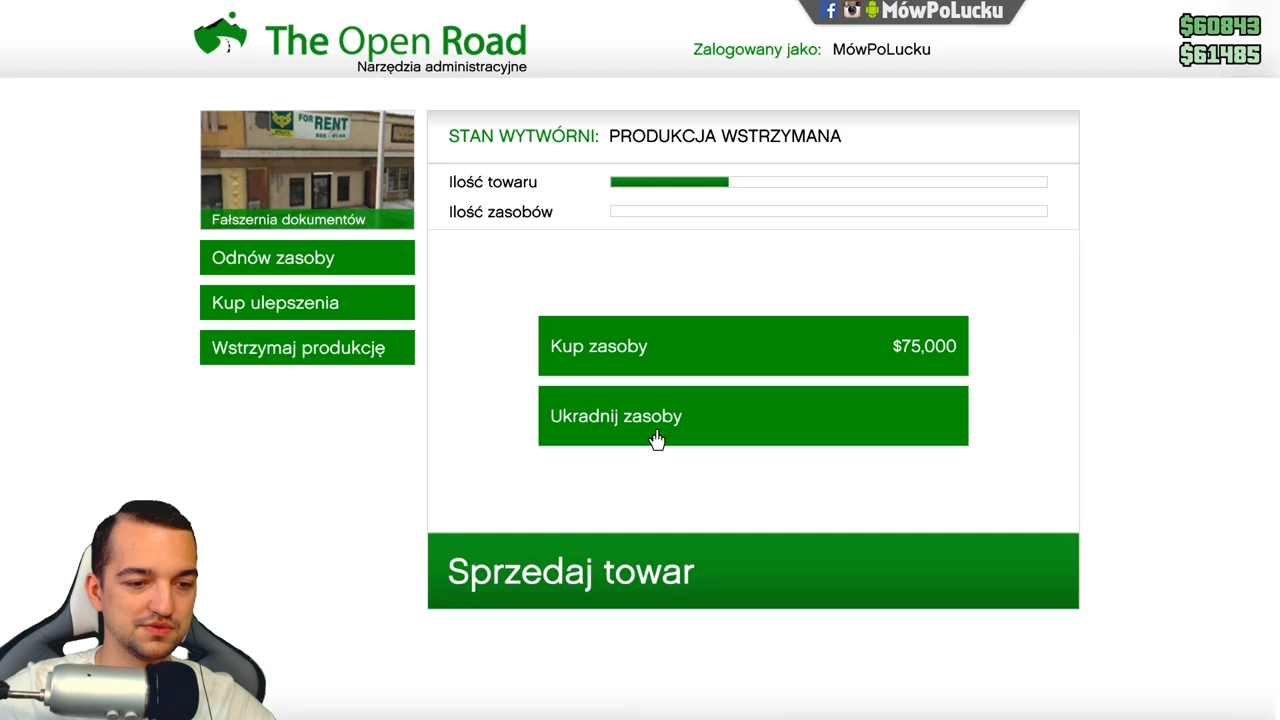 MówPoLucku
The Open Road
Narzędzia administracyjne
Zalogowany jako: MówPoLucku
$60843
$61485
FOR RENT
Fałszernia dokumentów
Odnów zasoby
Kup ulepszenia
Wstrzymaj produkcję
STAN WYTWÓRNI: PRODUKCJA WSTRZYMANA
Ilość towaru
Ilość zasobów
Kup zasoby $75,000
Ukradnij zasoby
Sprzedaj towar